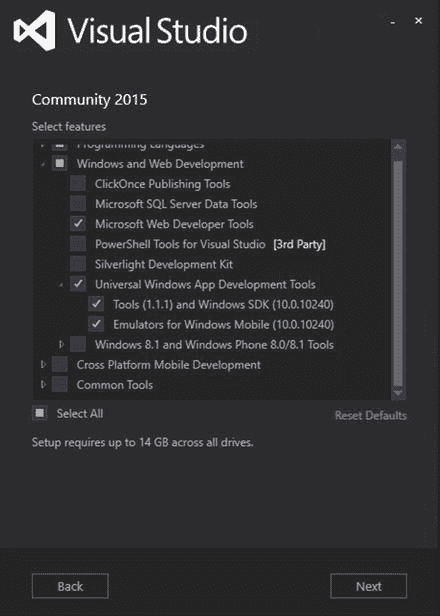 Visual Studio
Community 2015
Select features
Programming Languages
Windows and Web Development
ClickOnce Publishing Tools
Microsoft SQL Server Data Tools
Microsoft Web Developer Tools
PowerShell Tools for Visual Studio [3rd Party]
Silverlight Development Kit
Universal Windows App Development Tools
Tools (1.1.1) and Windows SDK (10.0.10240)
Emulators for Windows Mobile (10.0.10240)
Windows 8.1 and Windows Phone 8.0/8.1 Tools
Cross Platform Mobile Development
Common Tools
Select All
Reset Defaults
Setup requires up to 14 GB across all drives.
Back
Next